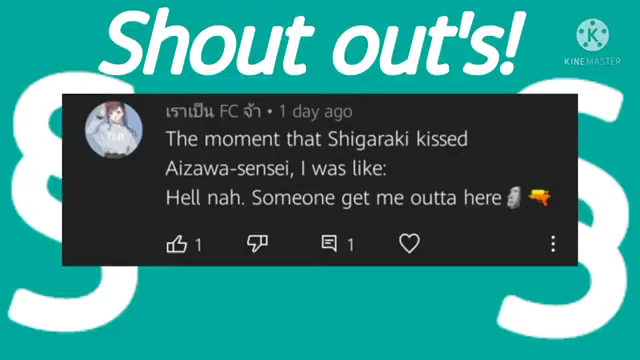 Shout out's!
K
KINEMASTER
เราเป็น FC จ้า • 1 day ago
The moment that Shigaraki kissed
Aizawa-sensei, I was like:
Hell nah. Someone get me outta here🗿🔫
1
1